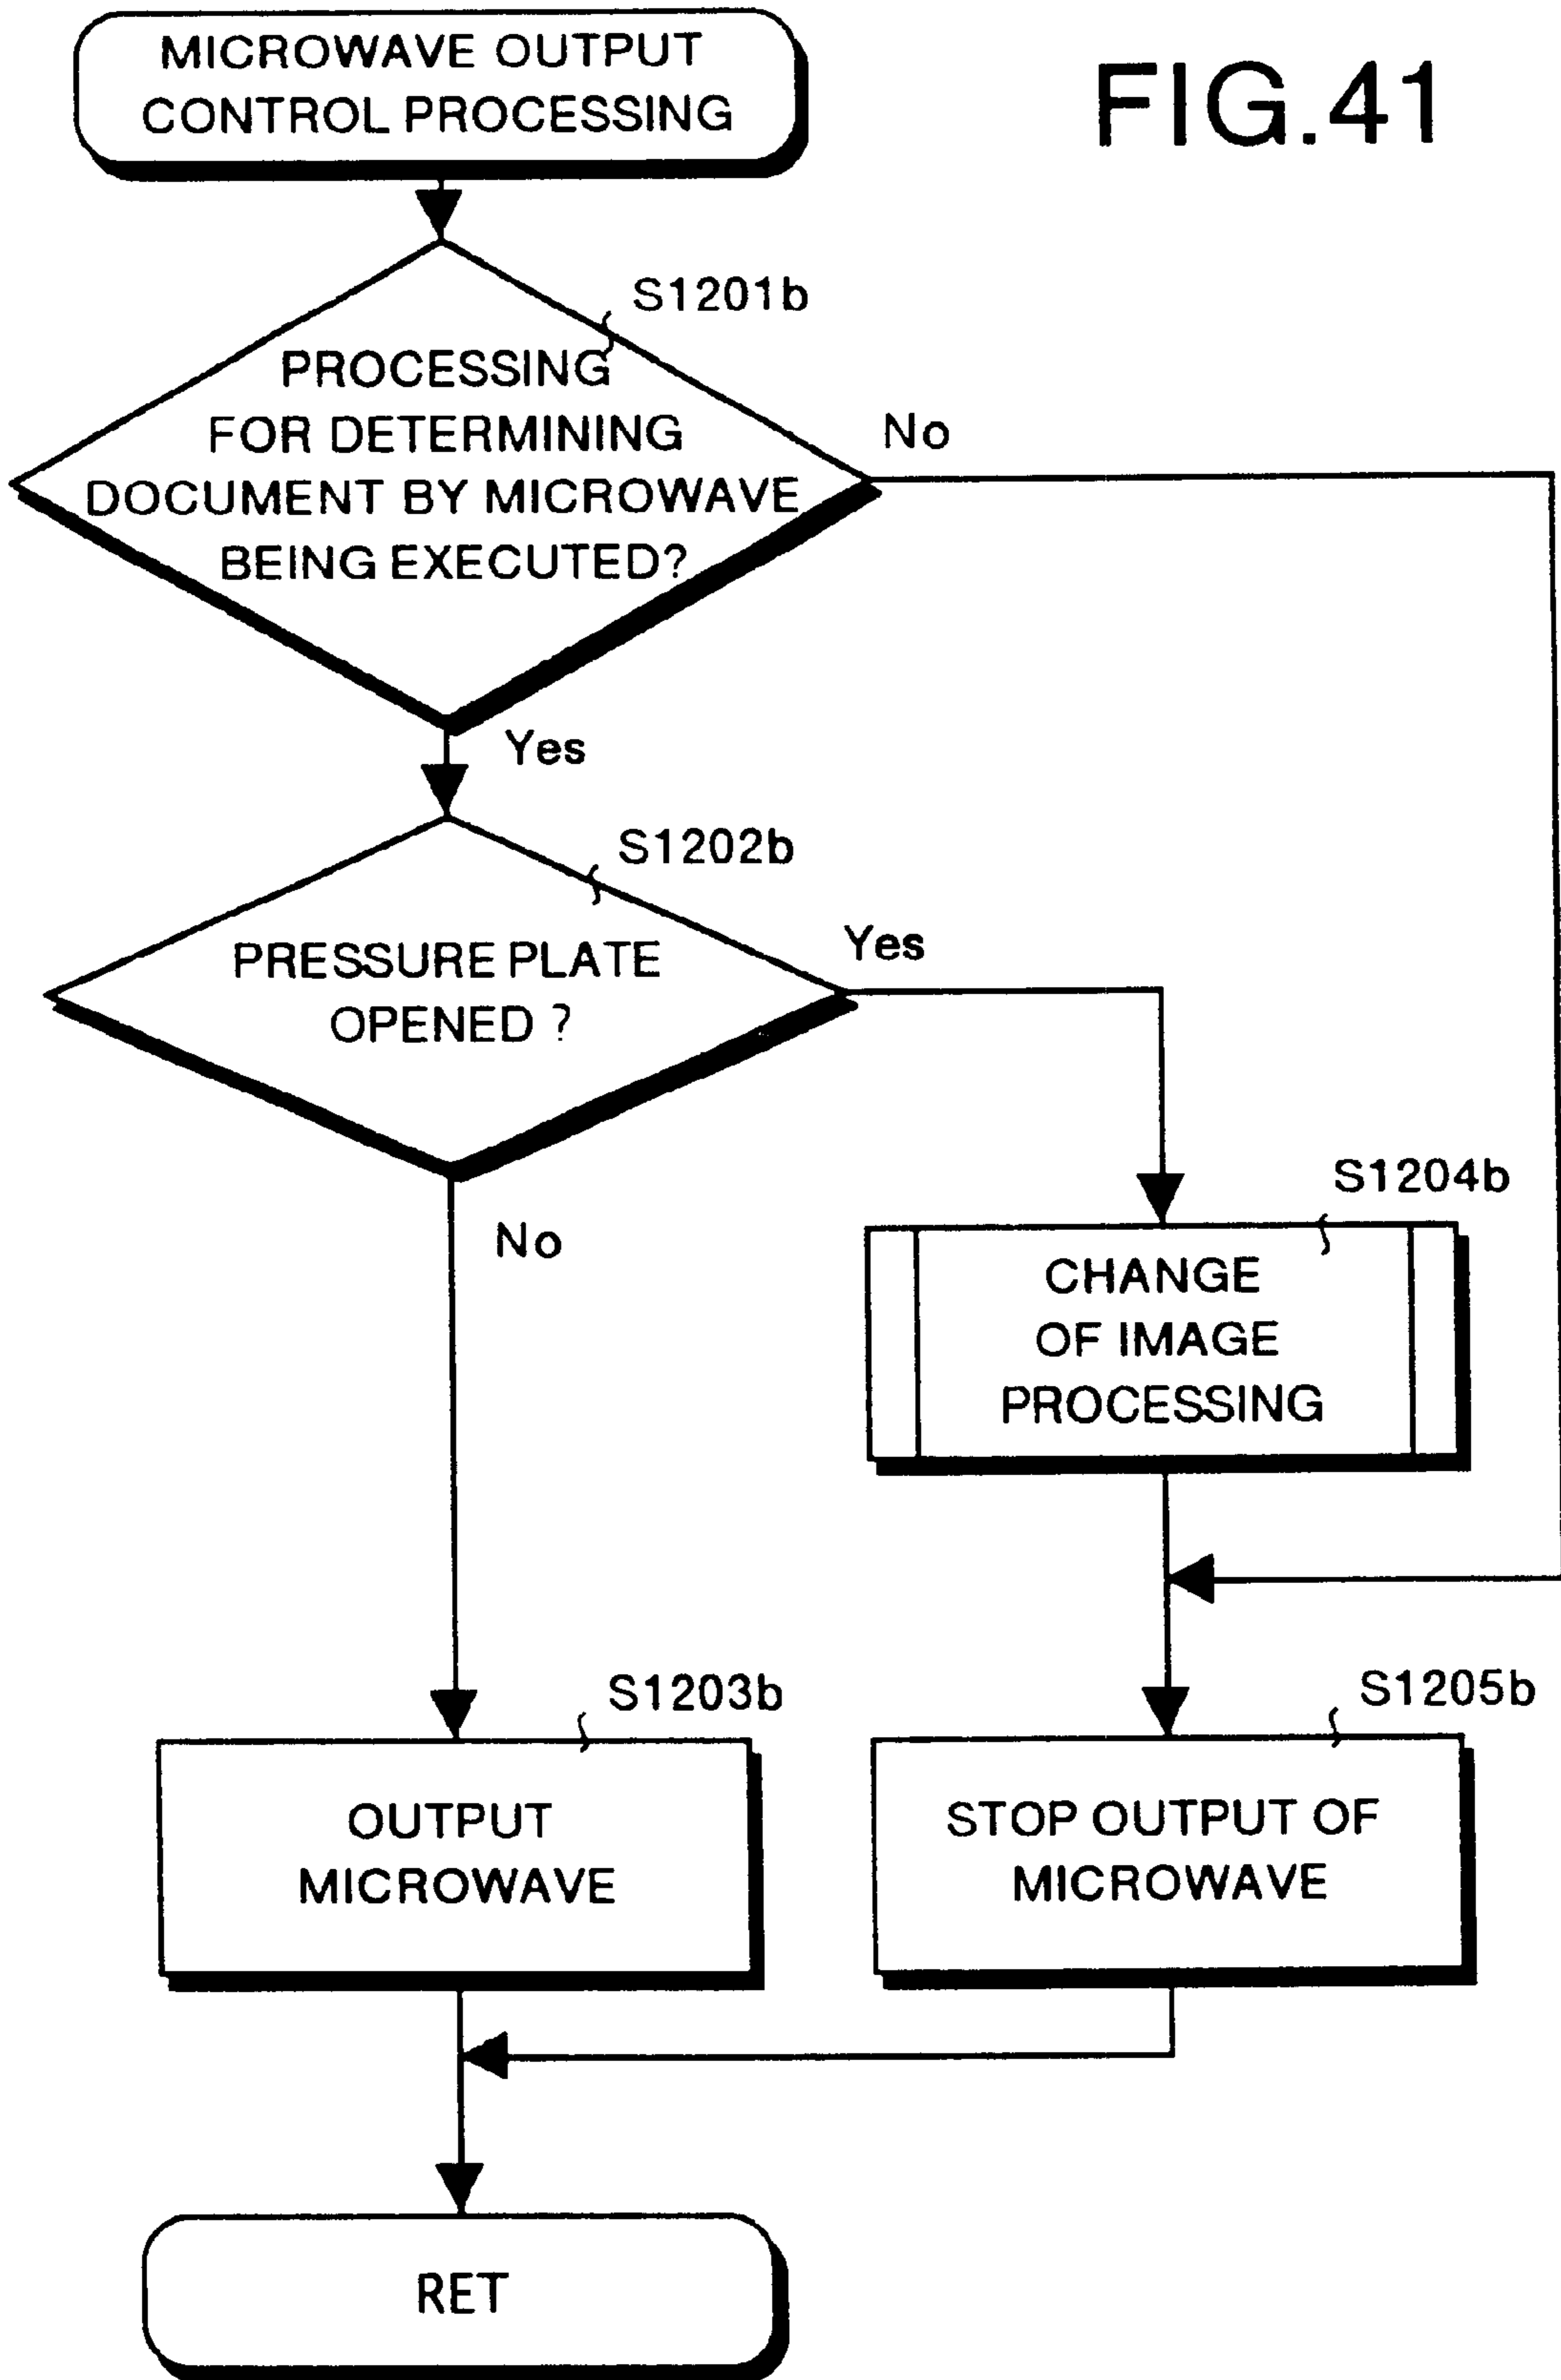 MICROWAVE OUTPUT
CONTROL PROCESSING
FIG.41
S1201b
PROCESSING
FOR DETERMINING
DOCUMENT BY MICROWAVE
BEING EXECUTED?
No
Yes
S1202b
PRESSURE PLATE
OPENED ?
Yes
No
S1204b
CHANGE
OF IMAGE
PROCESSING
S1203b
OUTPUT
MICROWAVE
S1205b
STOP OUTPUT OF
MICROWAVE
RET